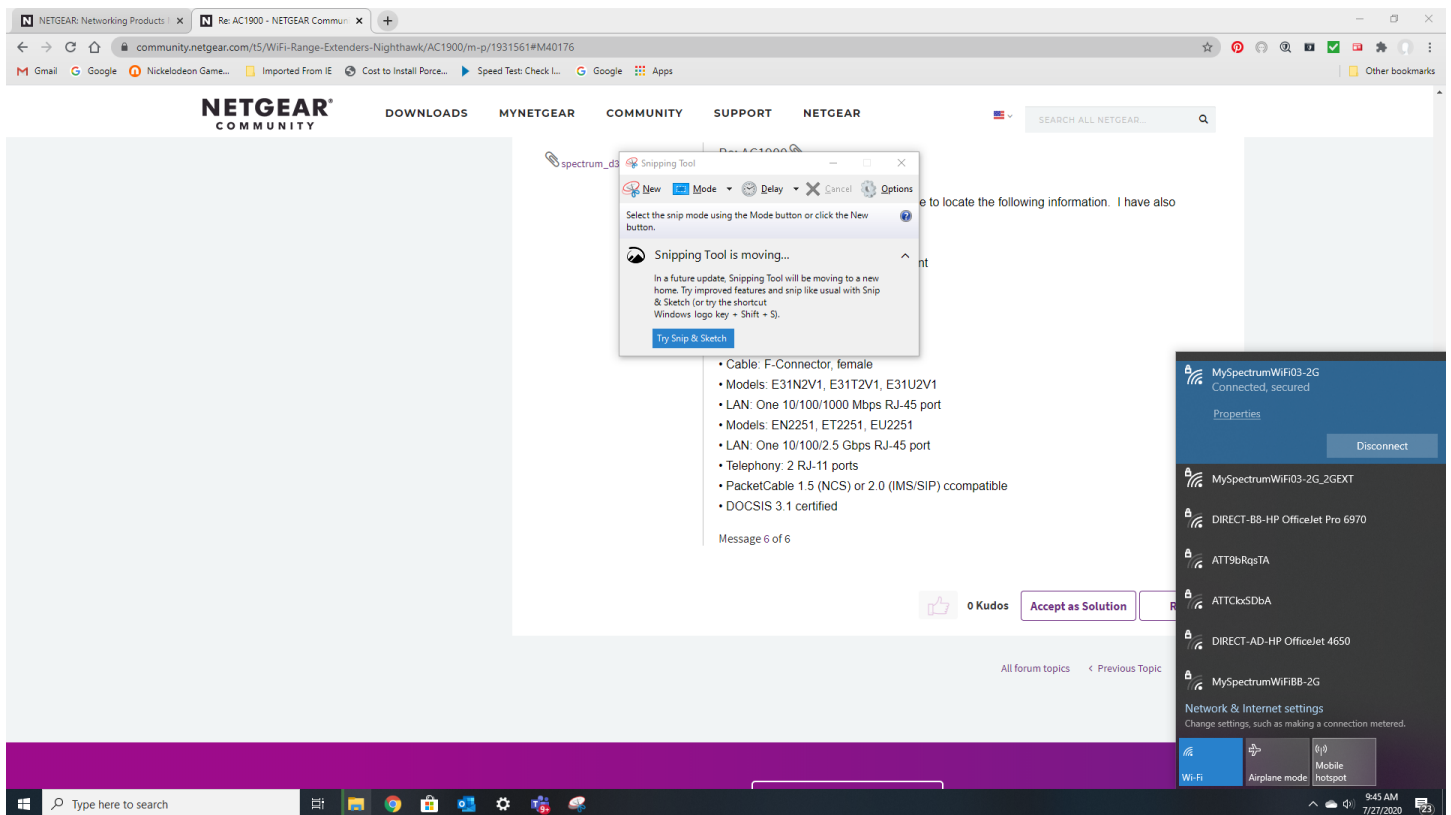 NETGEAR: Networking Products |
Re: AC1900 - NETGEAR Commun
community.netgear.com/t5/WiFi-Range-Extenders-Nighthawk/AC1900/m-p/1931561#M40176
Gmail Google Nickelodeon Game... Imported From IE Cost to Install Porce... Speed Test: Check I... Google Apps Other bookmarks
NETGEAR®
COMMUNITY
DOWNLOADS MYNETGEAR COMMUNITY SUPPORT NETGEAR SEARCH ALL NETGEAR...
spectrum_d3
Re: AC1900
Snipping Tool
New Mode Delay Cancel Options
Select the snip mode using the Mode button or click the New
button.
Snipping Tool is moving...
In a future update, Snipping Tool will be moving to a new
home. Try improved features and snip like usual with Snip
& Sketch (or try the shortcut
Windows logo key + Shift + S).
Try Snip & Sketch
e to locate the following information. I have also
nt
• Cable: F-Connector, female
• Models: E31N2V1, E31T2V1, E31U2V1
• LAN: One 10/100/1000 Mbps RJ-45 port
• Models: EN2251, ET2251, EU2251
• LAN: One 10/100/2.5 Gbps RJ-45 port
• Telephony: 2 RJ-11 ports
• PacketCable 1.5 (NCS) or 2.0 (IMS/SIP) ccompatible
• DOCSIS 3.1 certified
Message 6 of 6
0 Kudos Accept as Solution R
All forum topics < Previous Topic
MySpectrumWiFi03-2G
Connected, secured
Properties
Disconnect
MySpectrumWiFi03-2G_2GEXT
DIRECT-B8-HP OfficeJet Pro 6970
ATT9bRqsTA
ATTCkxSDbA
DIRECT-AD-HP OfficeJet 4650
MySpectrumWiFiBB-2G
Network & Internet settings
Change settings, such as making a connection metered.
Wi-Fi
Airplane mode
Mobile
hotspot
Type here to search
9+
9:45 AM
7/27/2020
23